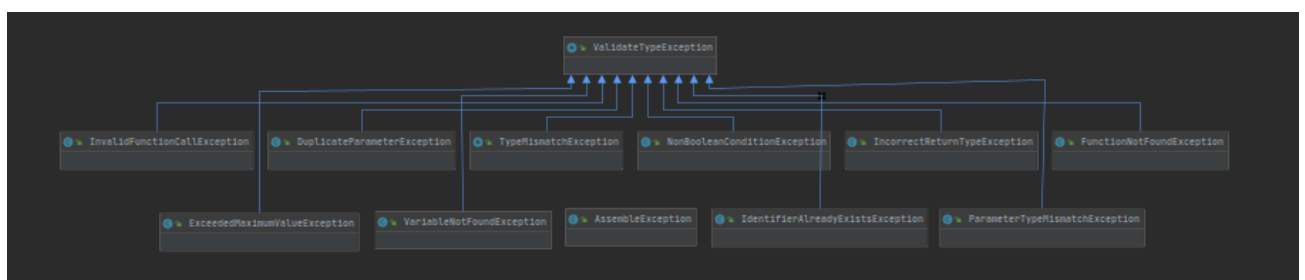 ValidateTypeException
InvalidFunctionCallException
DuplicateParameterException
TypeMismatchException
NonBooleanConditionException
IncorrectReturnTypeException
FunctionNotFoundException
ExceededMaximumValueException
VariableNotFoundException
AssembleException
IdentifierAlreadyExistsException
ParameterTypeMismatchException